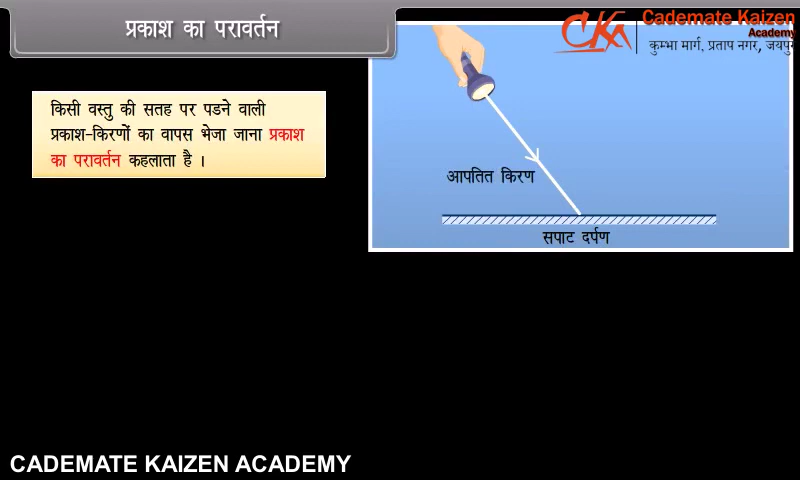 प्रकाश का परावर्तन
Cademate Kaizen
Academy
CKA
कुम्भा मार्ग, प्रताप नगर, जयपुर
किसी वस्तु की सतह पर पडने वाली
प्रकाश-किरणों का वापस भेजा जाना प्रकाश
का परावर्तन कहलाता है ।
आपतित किरण
सपाट दर्पण
CADEMATE KAIZEN ACADEMY